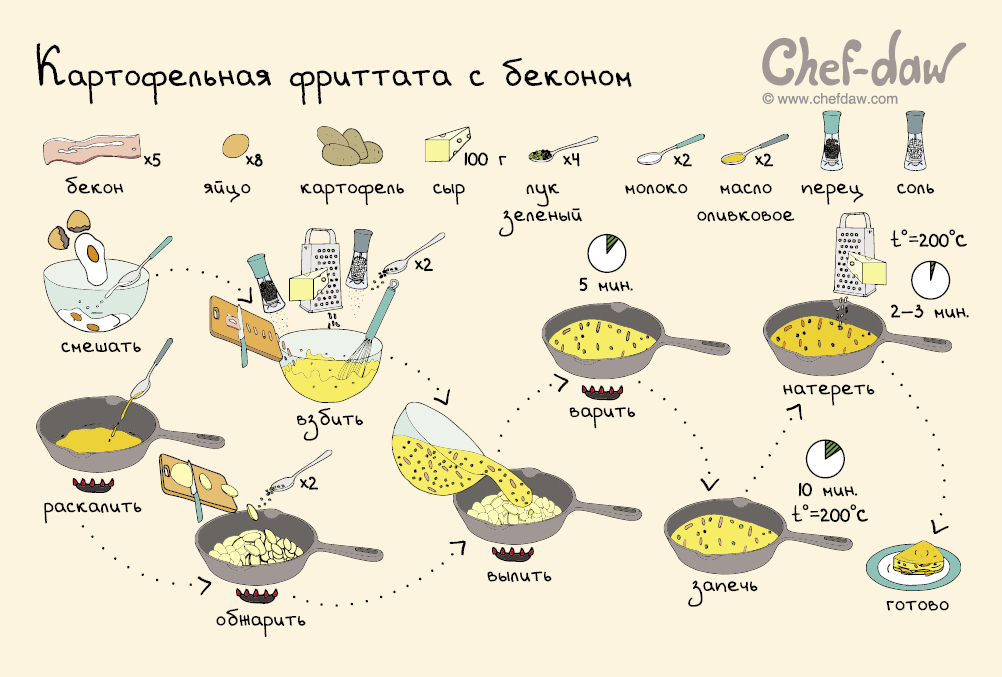 Картофельная фриттата с беконом
Chef-daw
© www.chefdaw.com
x5
x8
100 г
x4
x2
x2
бекон
яйцо
картофель
сыр
лук
зеленый
молоко
масло
оливковое
перец
соль
смешать
x2
взбить
раскалить
x2
обжарить
вылить
5 мин.
варить
10 мин.
t°=200°C
запечь
t°=200°C
2-3 мин.
натереть
готово